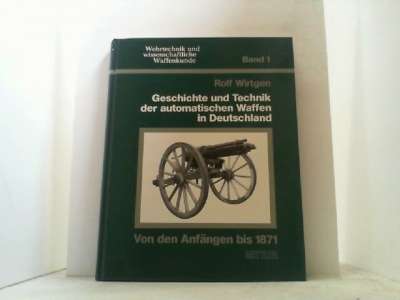 Wehrtechnik und
wissenschaftliche
Waffenkunde
Band 1
Rolf Wirtgen
Geschichte und Technik
der automatischen Waffen
in Deutschland
Von den Anfängen bis 1871
MITTLER